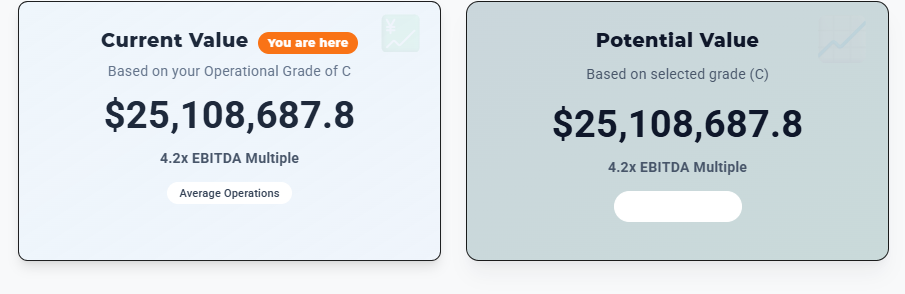 Current Value You are here
Based on your Operational Grade of C
$25,108,687.8
4.2x EBITDA Multiple
Average Operations
Potential Value
Based on selected grade (C)
$25,108,687.8
4.2x EBITDA Multiple